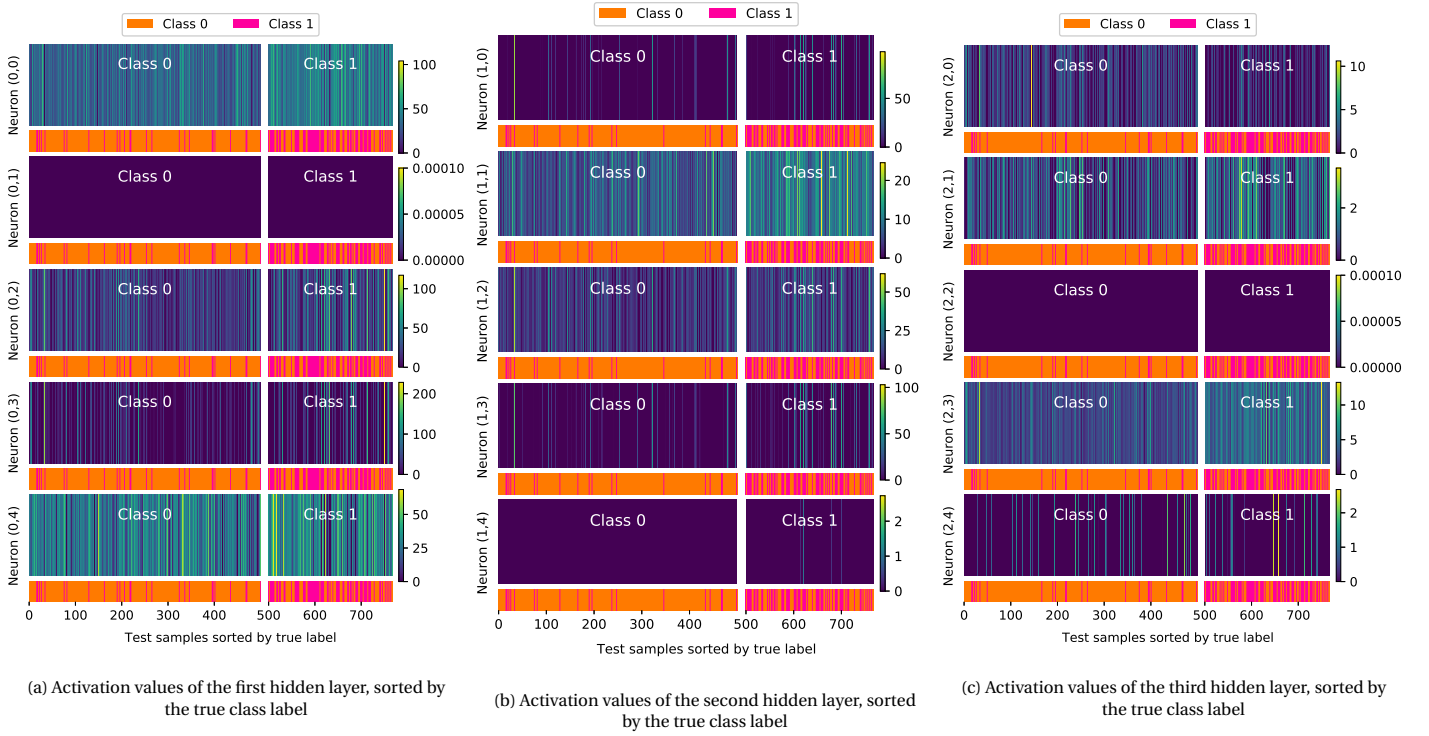 Class 0 Class 1
Neuron (0,0)
Class 0 Class 1
100
50
0
Neuron (0,1)
Class 0 Class 1
0.00010
0.00005
0.00000
Neuron (0,2)
Class 0 Class 1
100
50
0
Neuron (0,3)
Class 0 Class 1
200
100
0
Neuron (0,4)
Class 0 Class 1
50
25
0
0 100 200 300 400 500 600 700
Test samples sorted by true label
(a) Activation values of the first hidden layer, sorted by
the true class label
Class 0 Class 1
Neuron (1,0)
Class 0 Class 1
50
0
Neuron (1,1)
Class 0 Class 1
20
10
0
Neuron (1,2)
Class 0 Class 1
50
25
0
Neuron (1,3)
Class 0 Class 1
100
50
0
Neuron (1,4)
Class 0 Class 1
2
1
0
0 100 200 300 400 500 600 700
Test samples sorted by true label
(b) Activation values of the second hidden layer, sorted
by the true class label
Class 0 Class 1
Neuron (2,0)
Class 0 Class 1
10
5
0
Neuron (2,1)
Class 0 Class 1
2
0
Neuron (2,2)
Class 0 Class 1
0.00010
0.00005
0.00000
Neuron (2,3)
Class 0 Class 1
10
5
0
Neuron (2,4)
Class 0 Class 1
2
1
0
0 100 200 300 400 500 600 700
Test samples sorted by true label
(c) Activation values of the third hidden layer, sorted by
the true class label